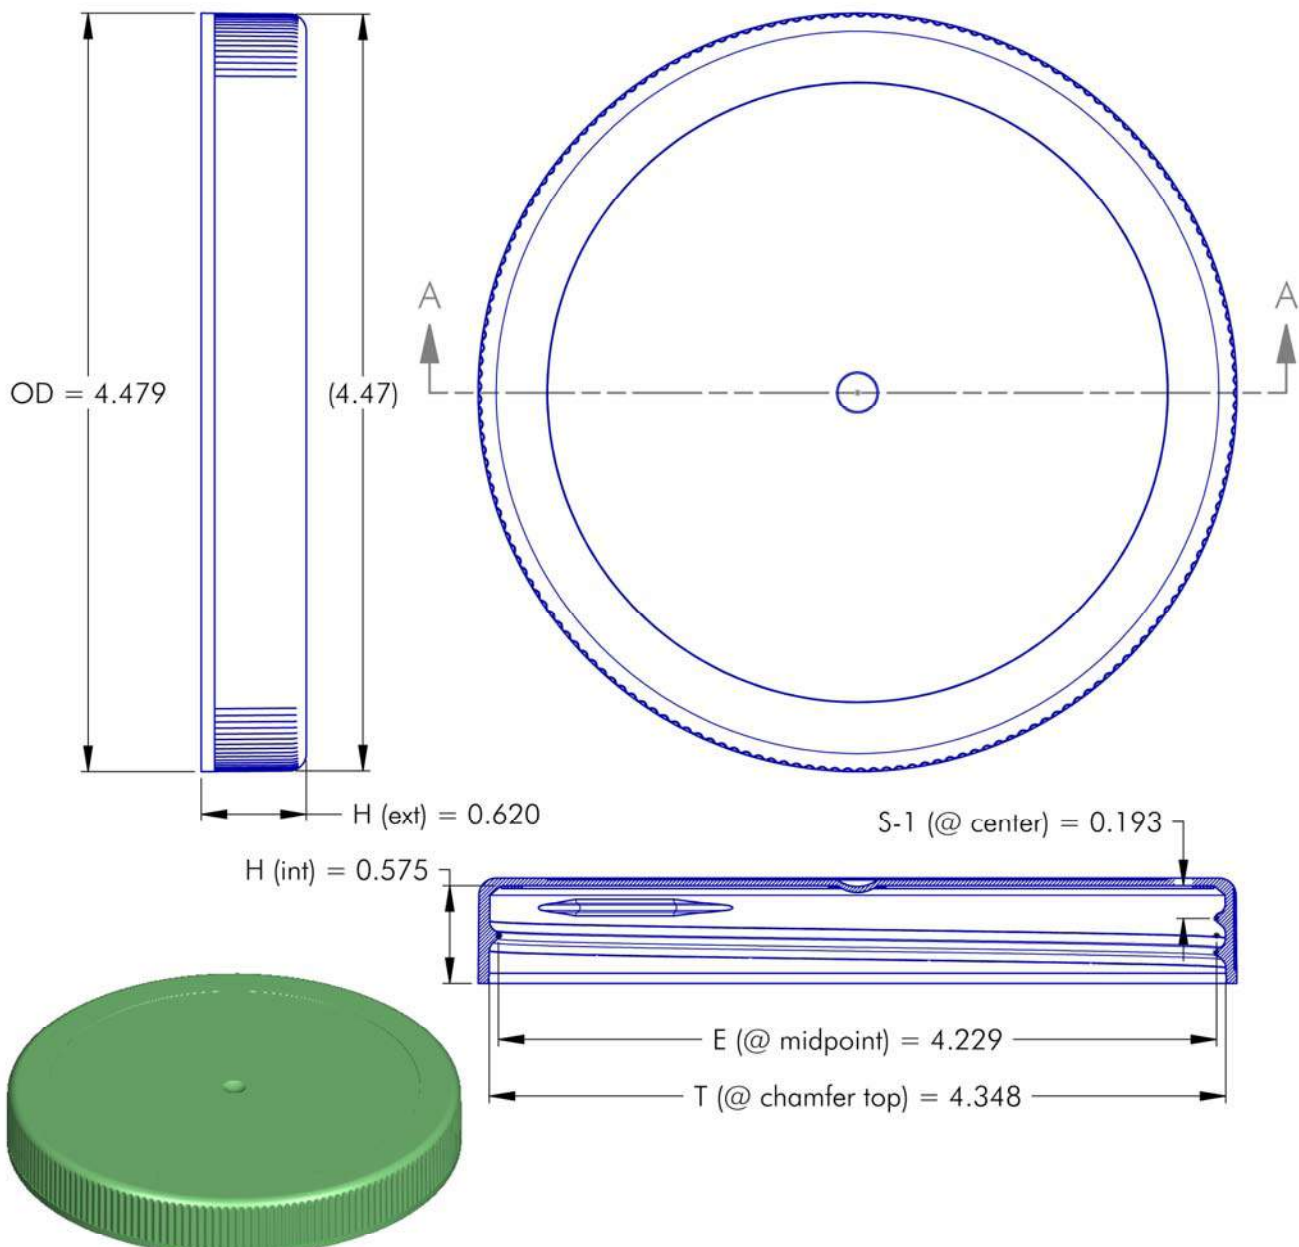 A
A
OD = 4.479
(4.47)
H (ext) = 0.620
S-1 (@ center) = 0.193
H (int) = 0.575
E (@ midpoint) = 4.229
T (@ chamfer top) = 4.348